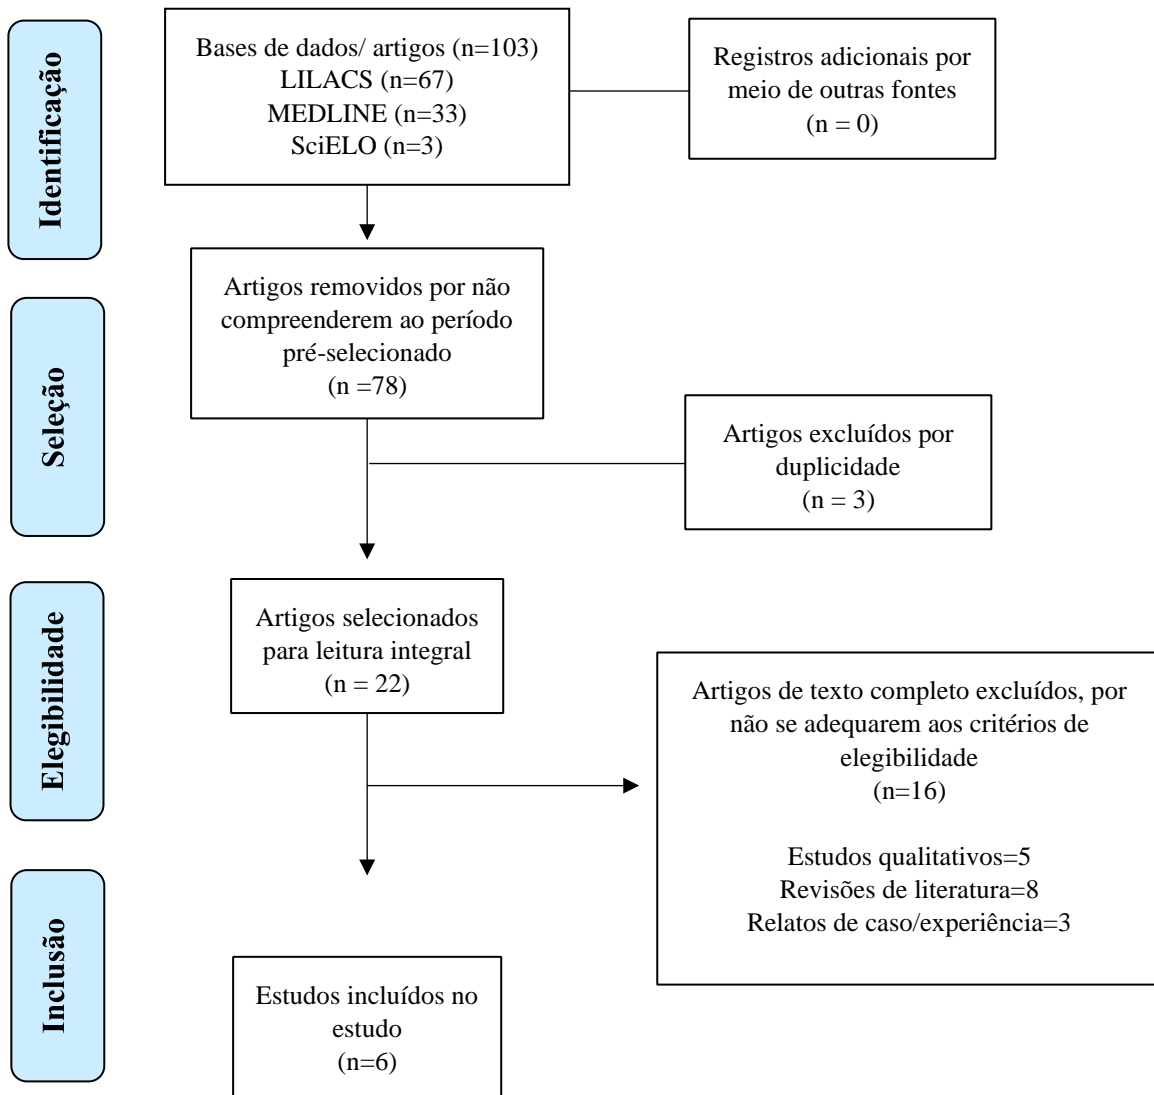 Identificação
Bases de dados/ artigos (n=103)
LILACS (n=67)
MEDLINE (n=33)
SciELO (n=3)
Registros adicionais por
meio de outras fontes
(n = 0)
Seleção
Artigos removidos por não
compreenderem ao período
pré-selecionado
(n =78)
Artigos excluídos por
duplicidade
(n = 3)
Elegibilidade
Artigos selecionados
para leitura integral
(n = 22)
Artigos de texto completo excluídos, por
não se adequarem aos critérios de
elegibilidade
(n=16)
Estudos qualitativos=5
Revisões de literatura=8
Relatos de caso/experiência=3
Inclusão
Estudos incluídos no
estudo
(n=6)